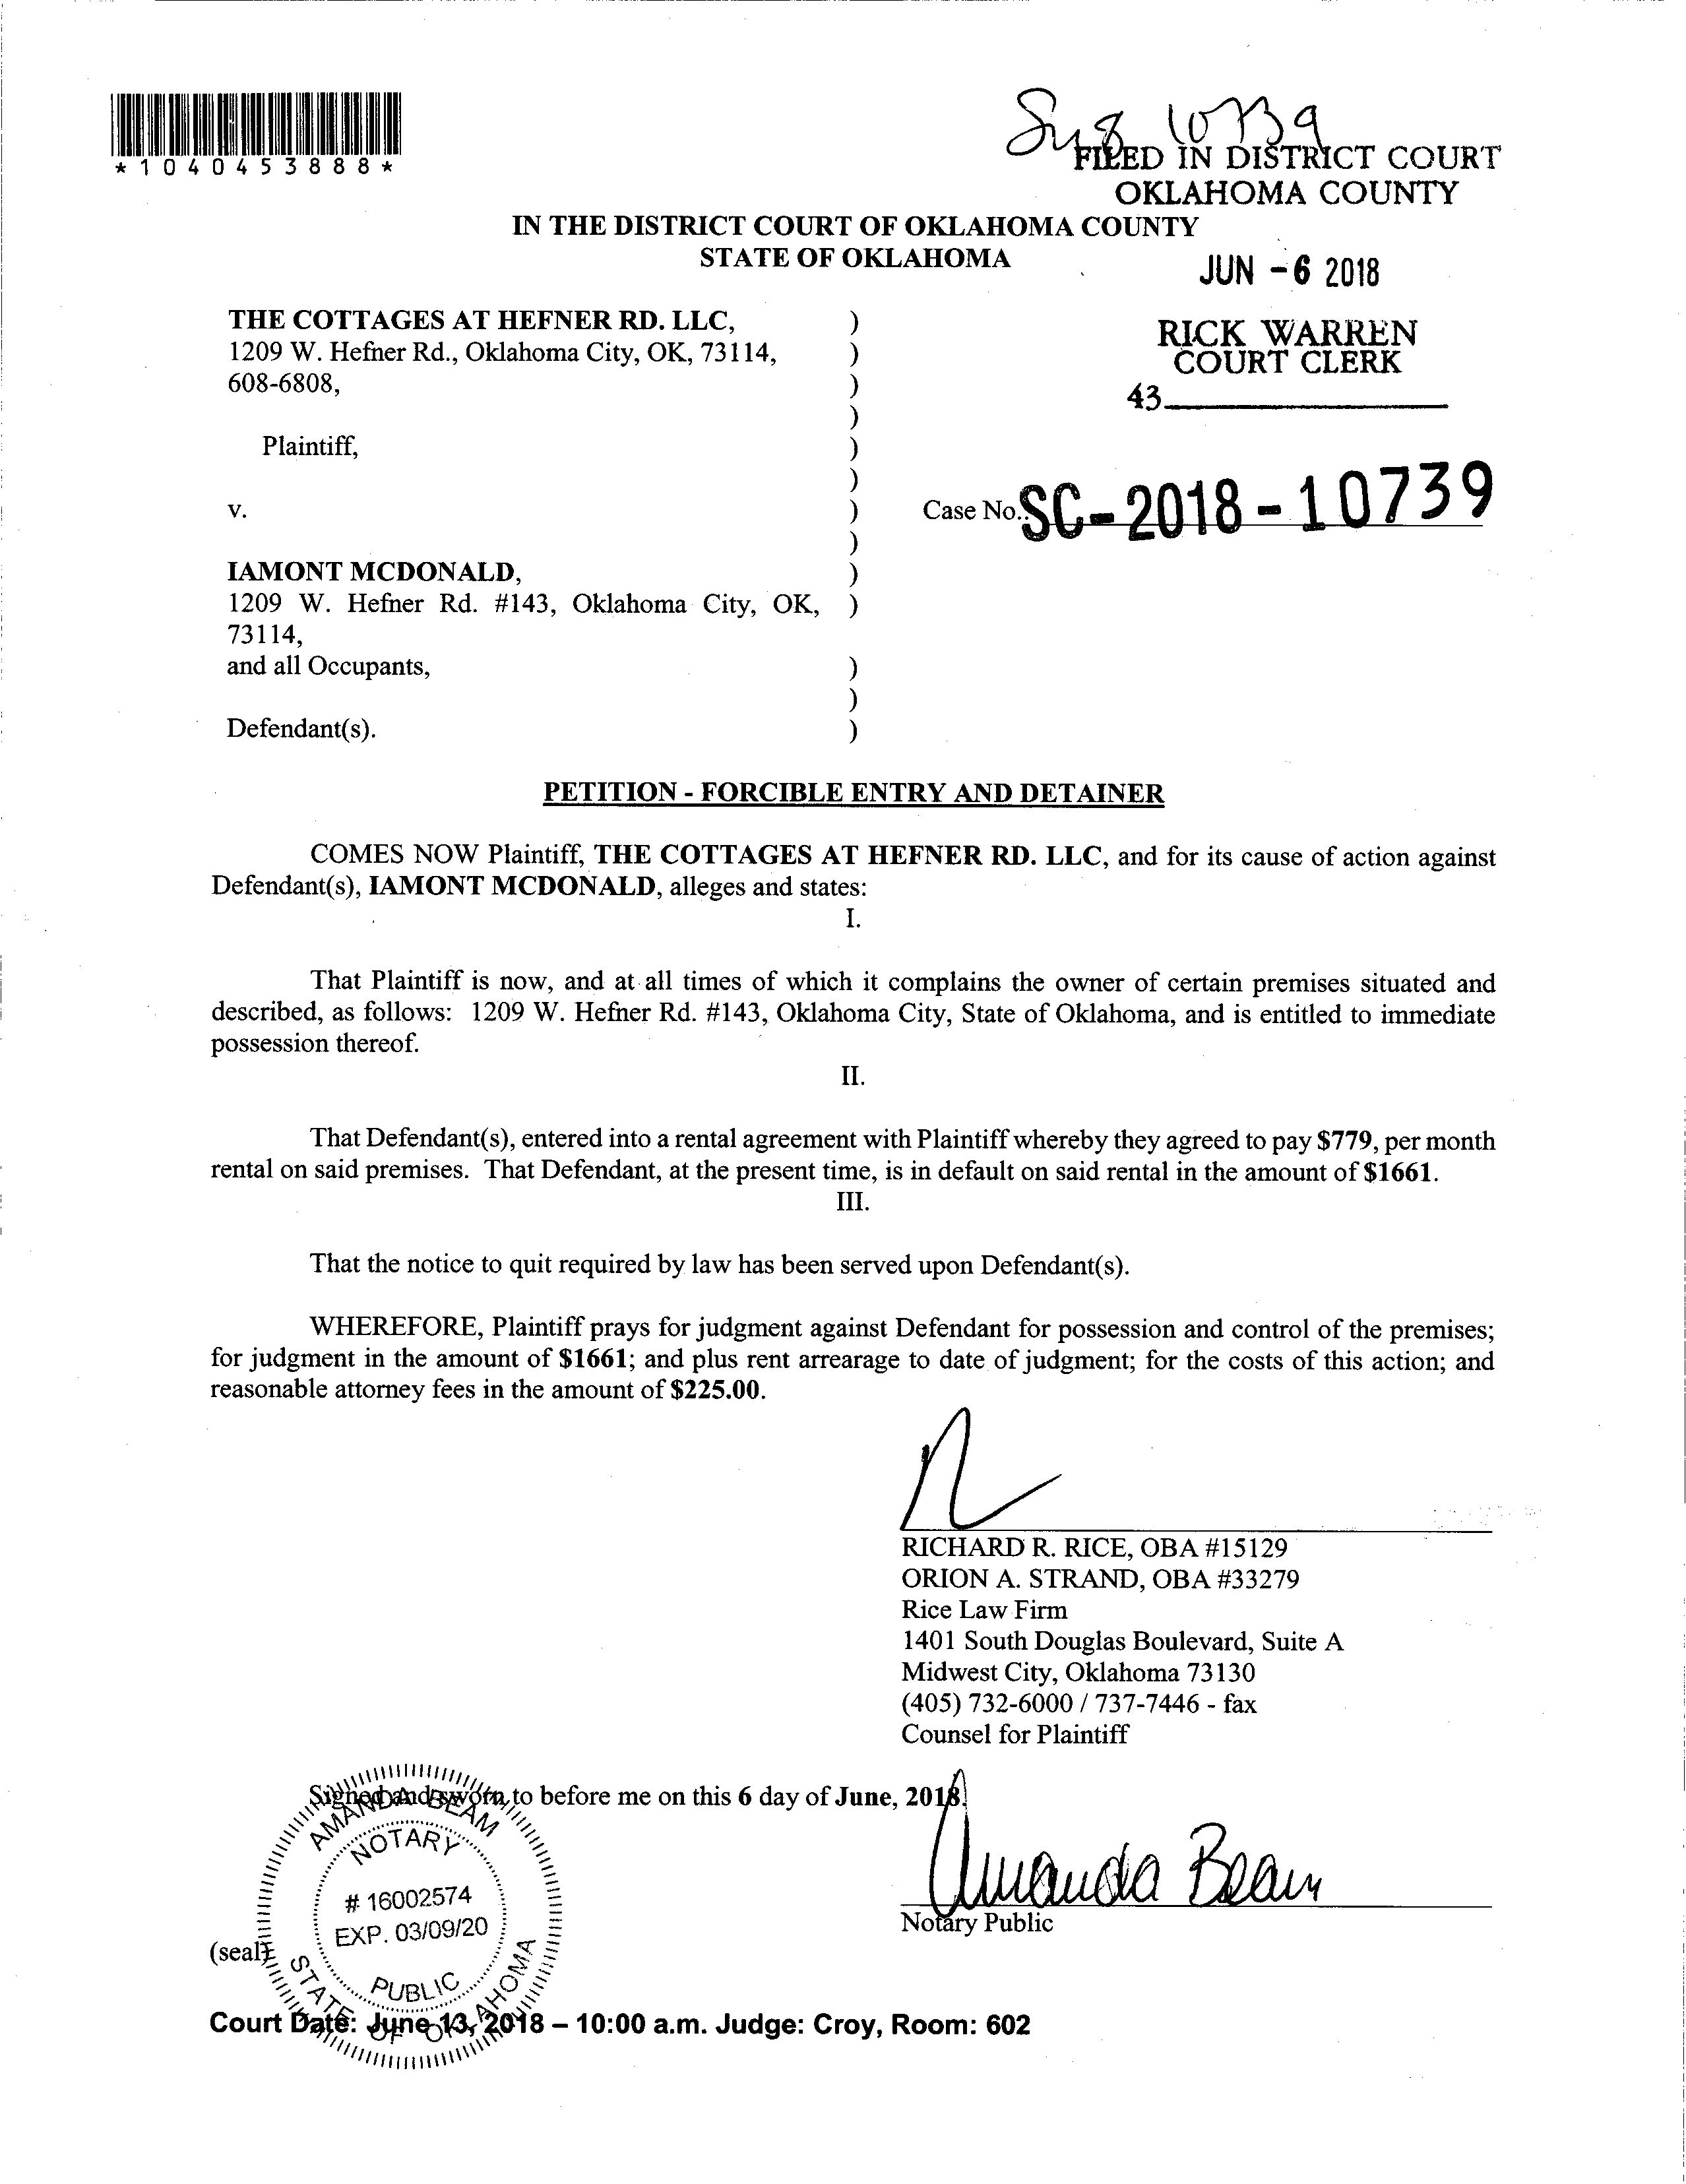 *1040453888*
10739
FILED IN DISTRICT COURT
OKLAHOMA COUNTY
IN THE DISTRICT COURT OF OKLAHOMA COUNTY
STATE OF OKLAHOMA
JUN -6 2018
RICK WARREN
COURT CLERK
43
THE COTTAGES AT HEFNER RD. LLC, )
1209 W. Hefner Rd., Oklahoma City, OK, 73114, )
608-6808, )
)
Plaintiff, )
)
v. ) Case No.: SC-2018-10739
)
IAMONT MCDONALD, )
1209 W. Hefner Rd. #143, Oklahoma City, OK, )
73114,
and all Occupants, )
)
Defendant(s). )
PETITION - FORCIBLE ENTRY AND DETAINER
COMES NOW Plaintiff, THE COTTAGES AT HEFNER RD. LLC, and for its cause of action against
Defendant(s), IAMONT MCDONALD, alleges and states:
I.
That Plaintiff is now, and at all times of which it complains the owner of certain premises situated and
described, as follows: 1209 W. Hefner Rd. #143, Oklahoma City, State of Oklahoma, and is entitled to immediate
possession thereof.
II.
That Defendant(s), entered into a rental agreement with Plaintiff whereby they agreed to pay $779, per month
rental on said premises. That Defendant, at the present time, is in default on said rental in the amount of $1661.
III.
That the notice to quit required by law has been served upon Defendant(s).
WHEREFORE, Plaintiff prays for judgment against Defendant for possession and control of the premises;
for judgment in the amount of $1661; and plus rent arrearage to date of judgment; for the costs of this action; and
reasonable attorney fees in the amount of $225.00.
RICHARD R. RICE, OBA #15129
ORION A. STRAND, OBA #33279
Rice Law Firm
1401 South Douglas Boulevard, Suite A
Midwest City, Oklahoma 73130
(405) 732-6000 / 737-7446 - fax
Counsel for Plaintiff
Signed and sworn to before me on this 6 day of June, 2018.
AMANDA BEAM
NOTARY
# 16002574
EXP. 03/09/20
PUBLIC
STATE OF OKLAHOMA
Amanda Beam
Notary Public
(seal)
Court Date: June 13, 2018 – 10:00 a.m. Judge: Croy, Room: 602